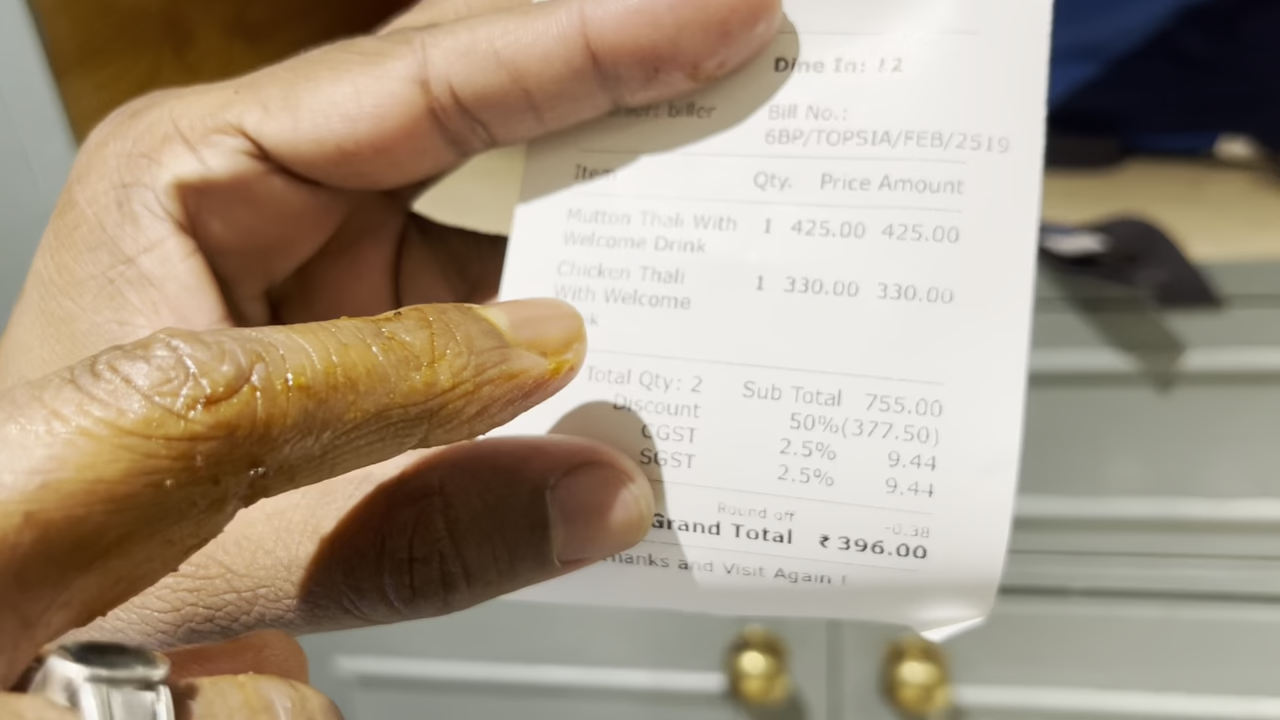 Dine In: 12
biller
Bill No.:
6BP/TOPSIA/FEB/2519
Qty. Price Amount
Mutton Thali With 1 425.00 425.00
Welcome Drink
Chicken Thali
With Welcome 1 330.00 330.00
Total Qty: 2 Sub Total 755.00
Discount 50%(377.50)
CGST 2.5% 9.44
SGST 2.5% 9.44
Round off -0.38
Grand Total ₹396.00
and Visit Again !